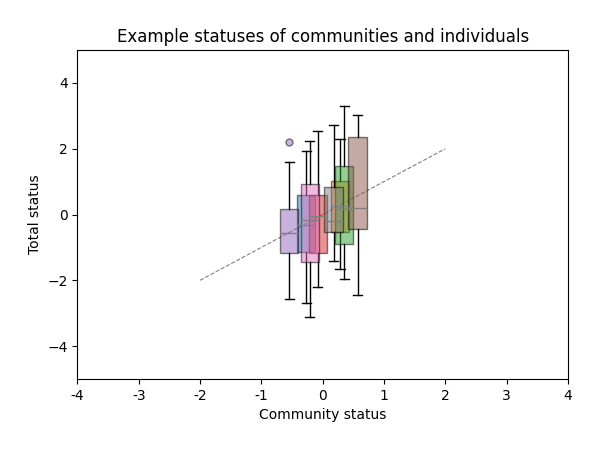 Example statuses of communities and individuals
Total status
4
2
0
−2
−4
-4 -3 -2 -1 0 1 2 3 4
Community status